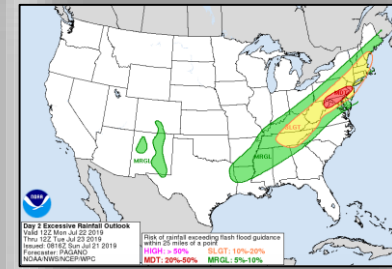 MDT
SLGT
MRGL
MRGL
NOAA
Day 2 Excessive Rainfall Outlook
Valid 12Z Mon Jul 22 2019
Thru 12Z Tue Jul 23 2019
Issued: 0816Z Sun Jul 21 2019
Forecaster: PAGANO
NOAA/NWS/NCEP/WPC
Risk of rainfall exceeding flash flood guidance
within 25 miles of a point
HIGH: > 50% SLGT: 10%-20%
MDT: 20%-50% MRGL: 5%-10%